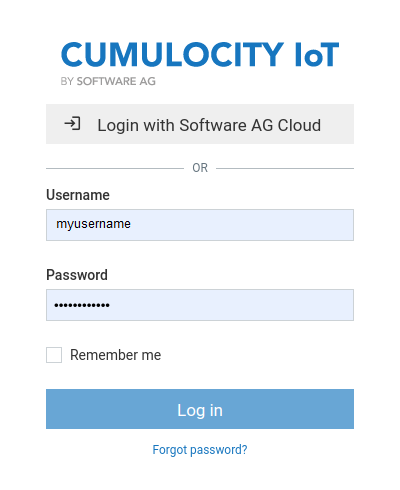 CUMULOCITY IoT
BY SOFTWARE AG
Login with Software AG Cloud
OR
Username
myusername
Password
••••••••••••
Remember me
Log in
Forgot password?